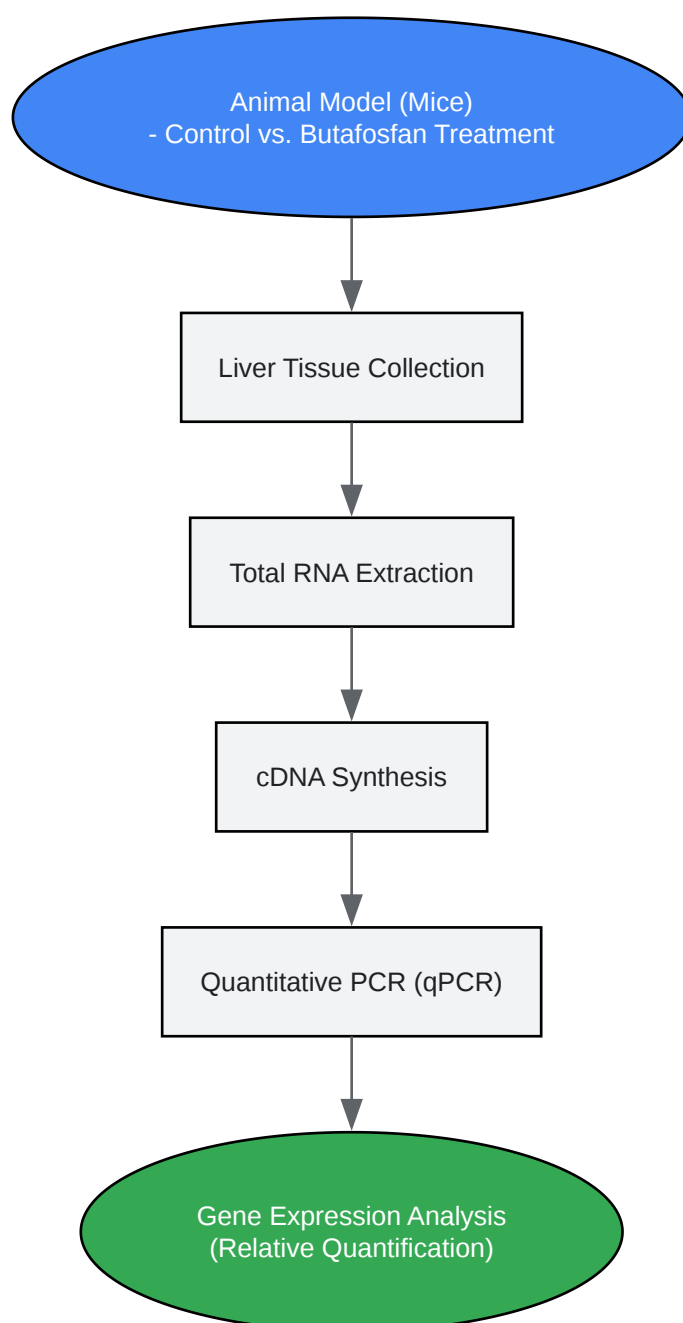 Animal Model (Mice)
- Control vs. Butafosfan Treatment
Liver Tissue Collection
Total RNA Extraction
cDNA Synthesis
Quantitative PCR (qPCR)
Gene Expression Analysis
(Relative Quantification)